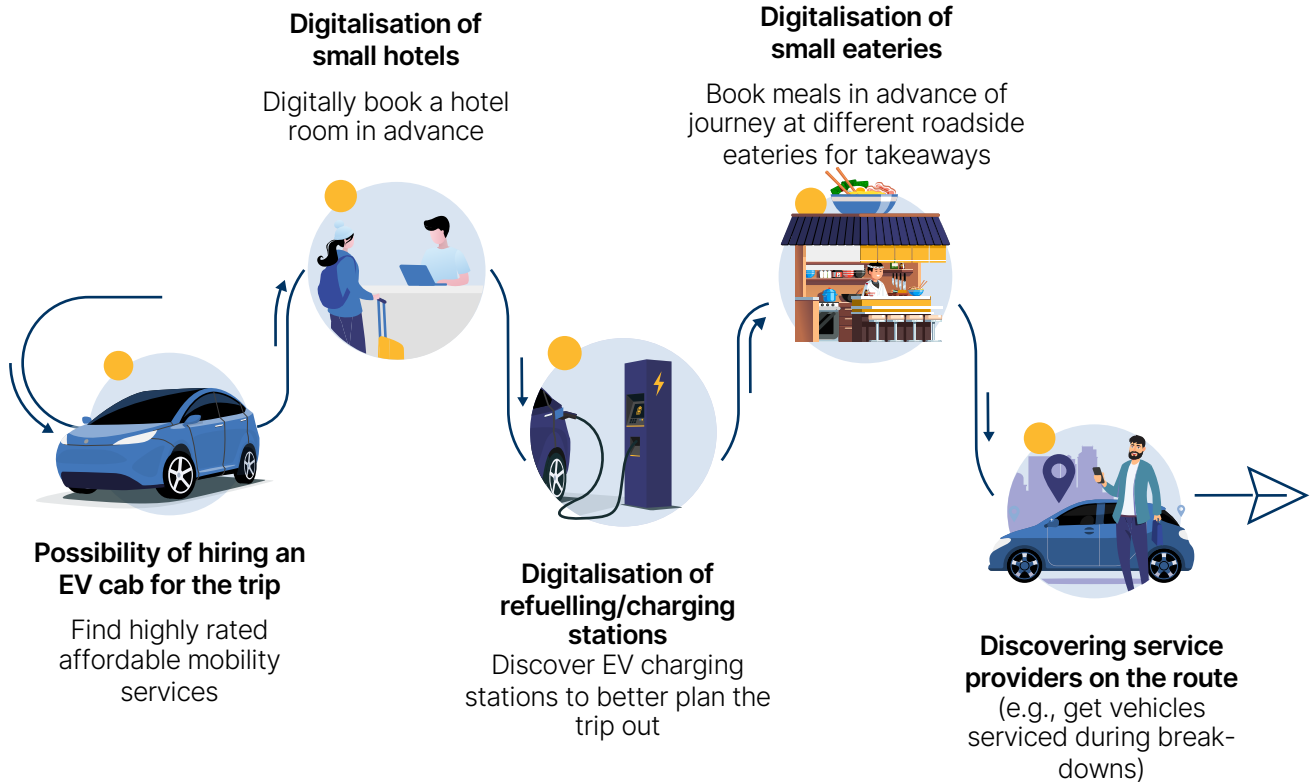 Possibility of hiring an
EV cab for the trip
Find highly rated
affordable mobility
services
Digitalisation of
small hotels
Digitally book a hotel
room in advance
Digitalisation of
refuelling/charging
stations
Discover EV charging
stations to better plan the
trip out
Digitalisation of
small eateries
Book meals in advance of
journey at different roadside
eateries for takeaways
Discovering service
providers on the route
(e.g., get vehicles
serviced during break-
downs)